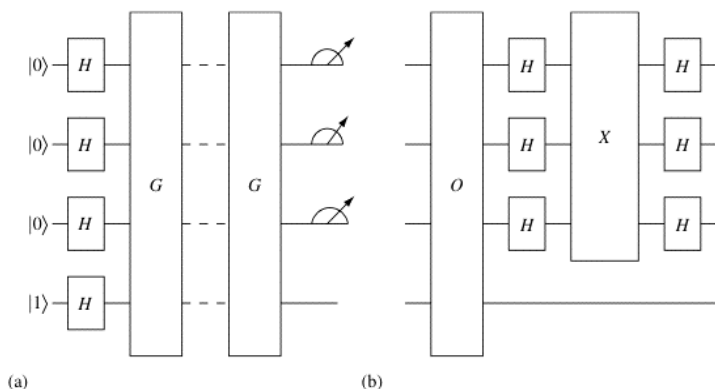 |0⟩ H H X H
|0⟩ H H H
G G O
|0⟩ H H H
|1⟩ H
(a) (b)